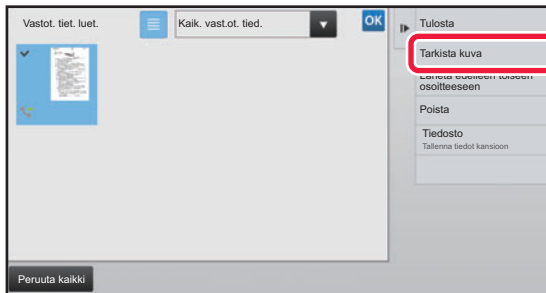 Vastot. tiet. luet.
Kaik. vast.ot. tied.
OK
Tulosta
Tarkista kuva
Lähetä edelleen toiseen
osoitteeseen
Poista
Tiedosto
Tallenna tiedot kansioon
Peruuta kaikki